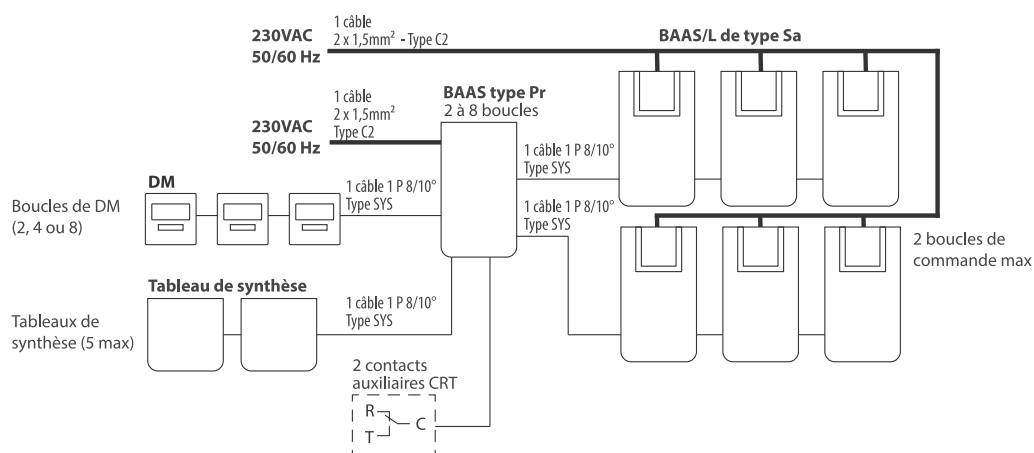 230VAC
50/60 Hz
1 câble
2 x 1,5mm² - Type C2
BAAS/L de type Sa
230VAC
50/60 Hz
1 câble
2 x 1,5mm²
Type C2
BAAS type Pr
2 à 8 boucles
1 câble 1 P 8/10°
Type SYS
1 câble 1 P 8/10°
Type SYS
Boucles de DM
(2, 4 ou 8)
DM
1 câble 1 P 8/10°
Type SYS
2 boucles de
commande max
Tableaux de
synthèse (5 max)
Tableau de synthèse
1 câble 1 P 8/10°
Type SYS
2 contacts
auxiliaires CRT
R
C
T